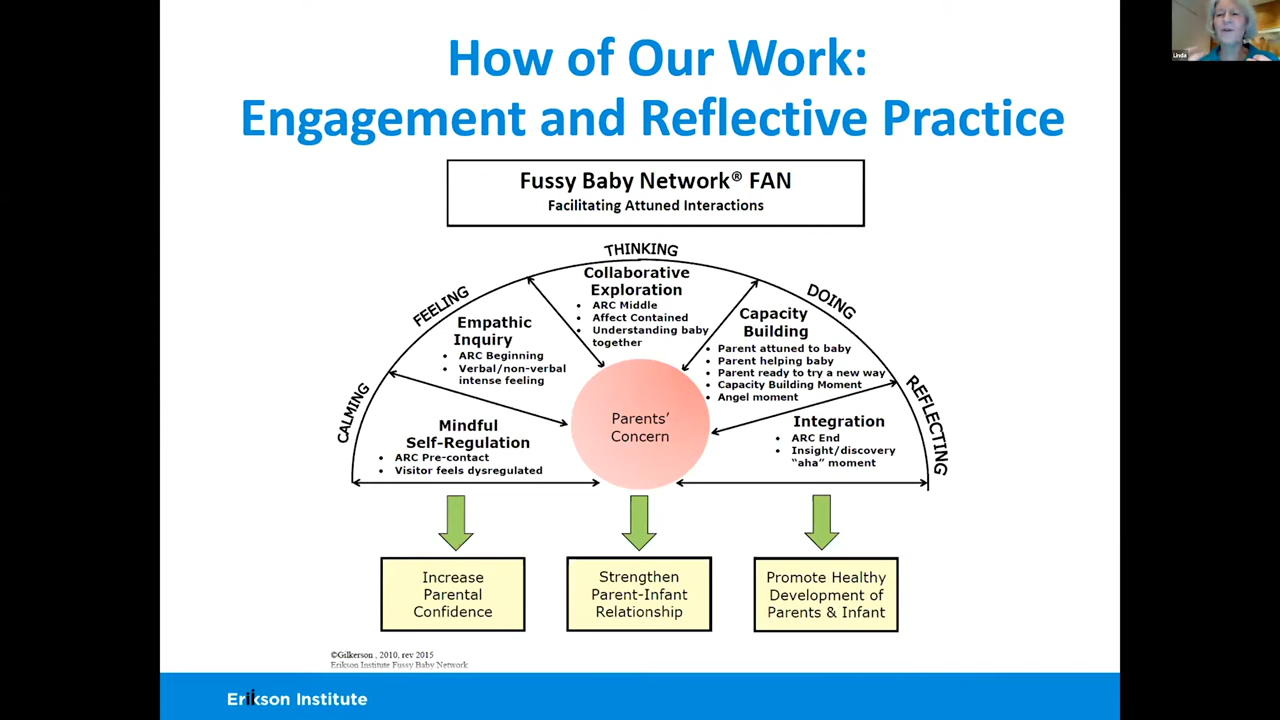 How of Our Work:
Engagement and Reflective Practice
Linda
Fussy Baby Network® FAN
Facilitating Attuned Interactions
CALMING
FEELING
THINKING
DOING
REFLECTING
Mindful
Self-Regulation
• ARC Pre-contact
• Visitor feels dysregulated
Empathic
Inquiry
• ARC Beginning
• Verbal/non-verbal
intense feeling
Collaborative
Exploration
• ARC Middle
• Affect Contained
• Understanding baby
together
Capacity
Building
• Parent attuned to baby
• Parent helping baby
• Parent ready to try a new way
• Capacity Building Moment
• Angel moment
Integration
• ARC End
• Insight/discovery
“aha” moment
Parents’
Concern
Increase
Parental
Confidence
Strengthen
Parent-Infant
Relationship
Promote Healthy
Development of
Parents & Infant
©Gilkerson , 2010, rev 2015
Erikson Institute Fussy Baby Network
Erikson Institute